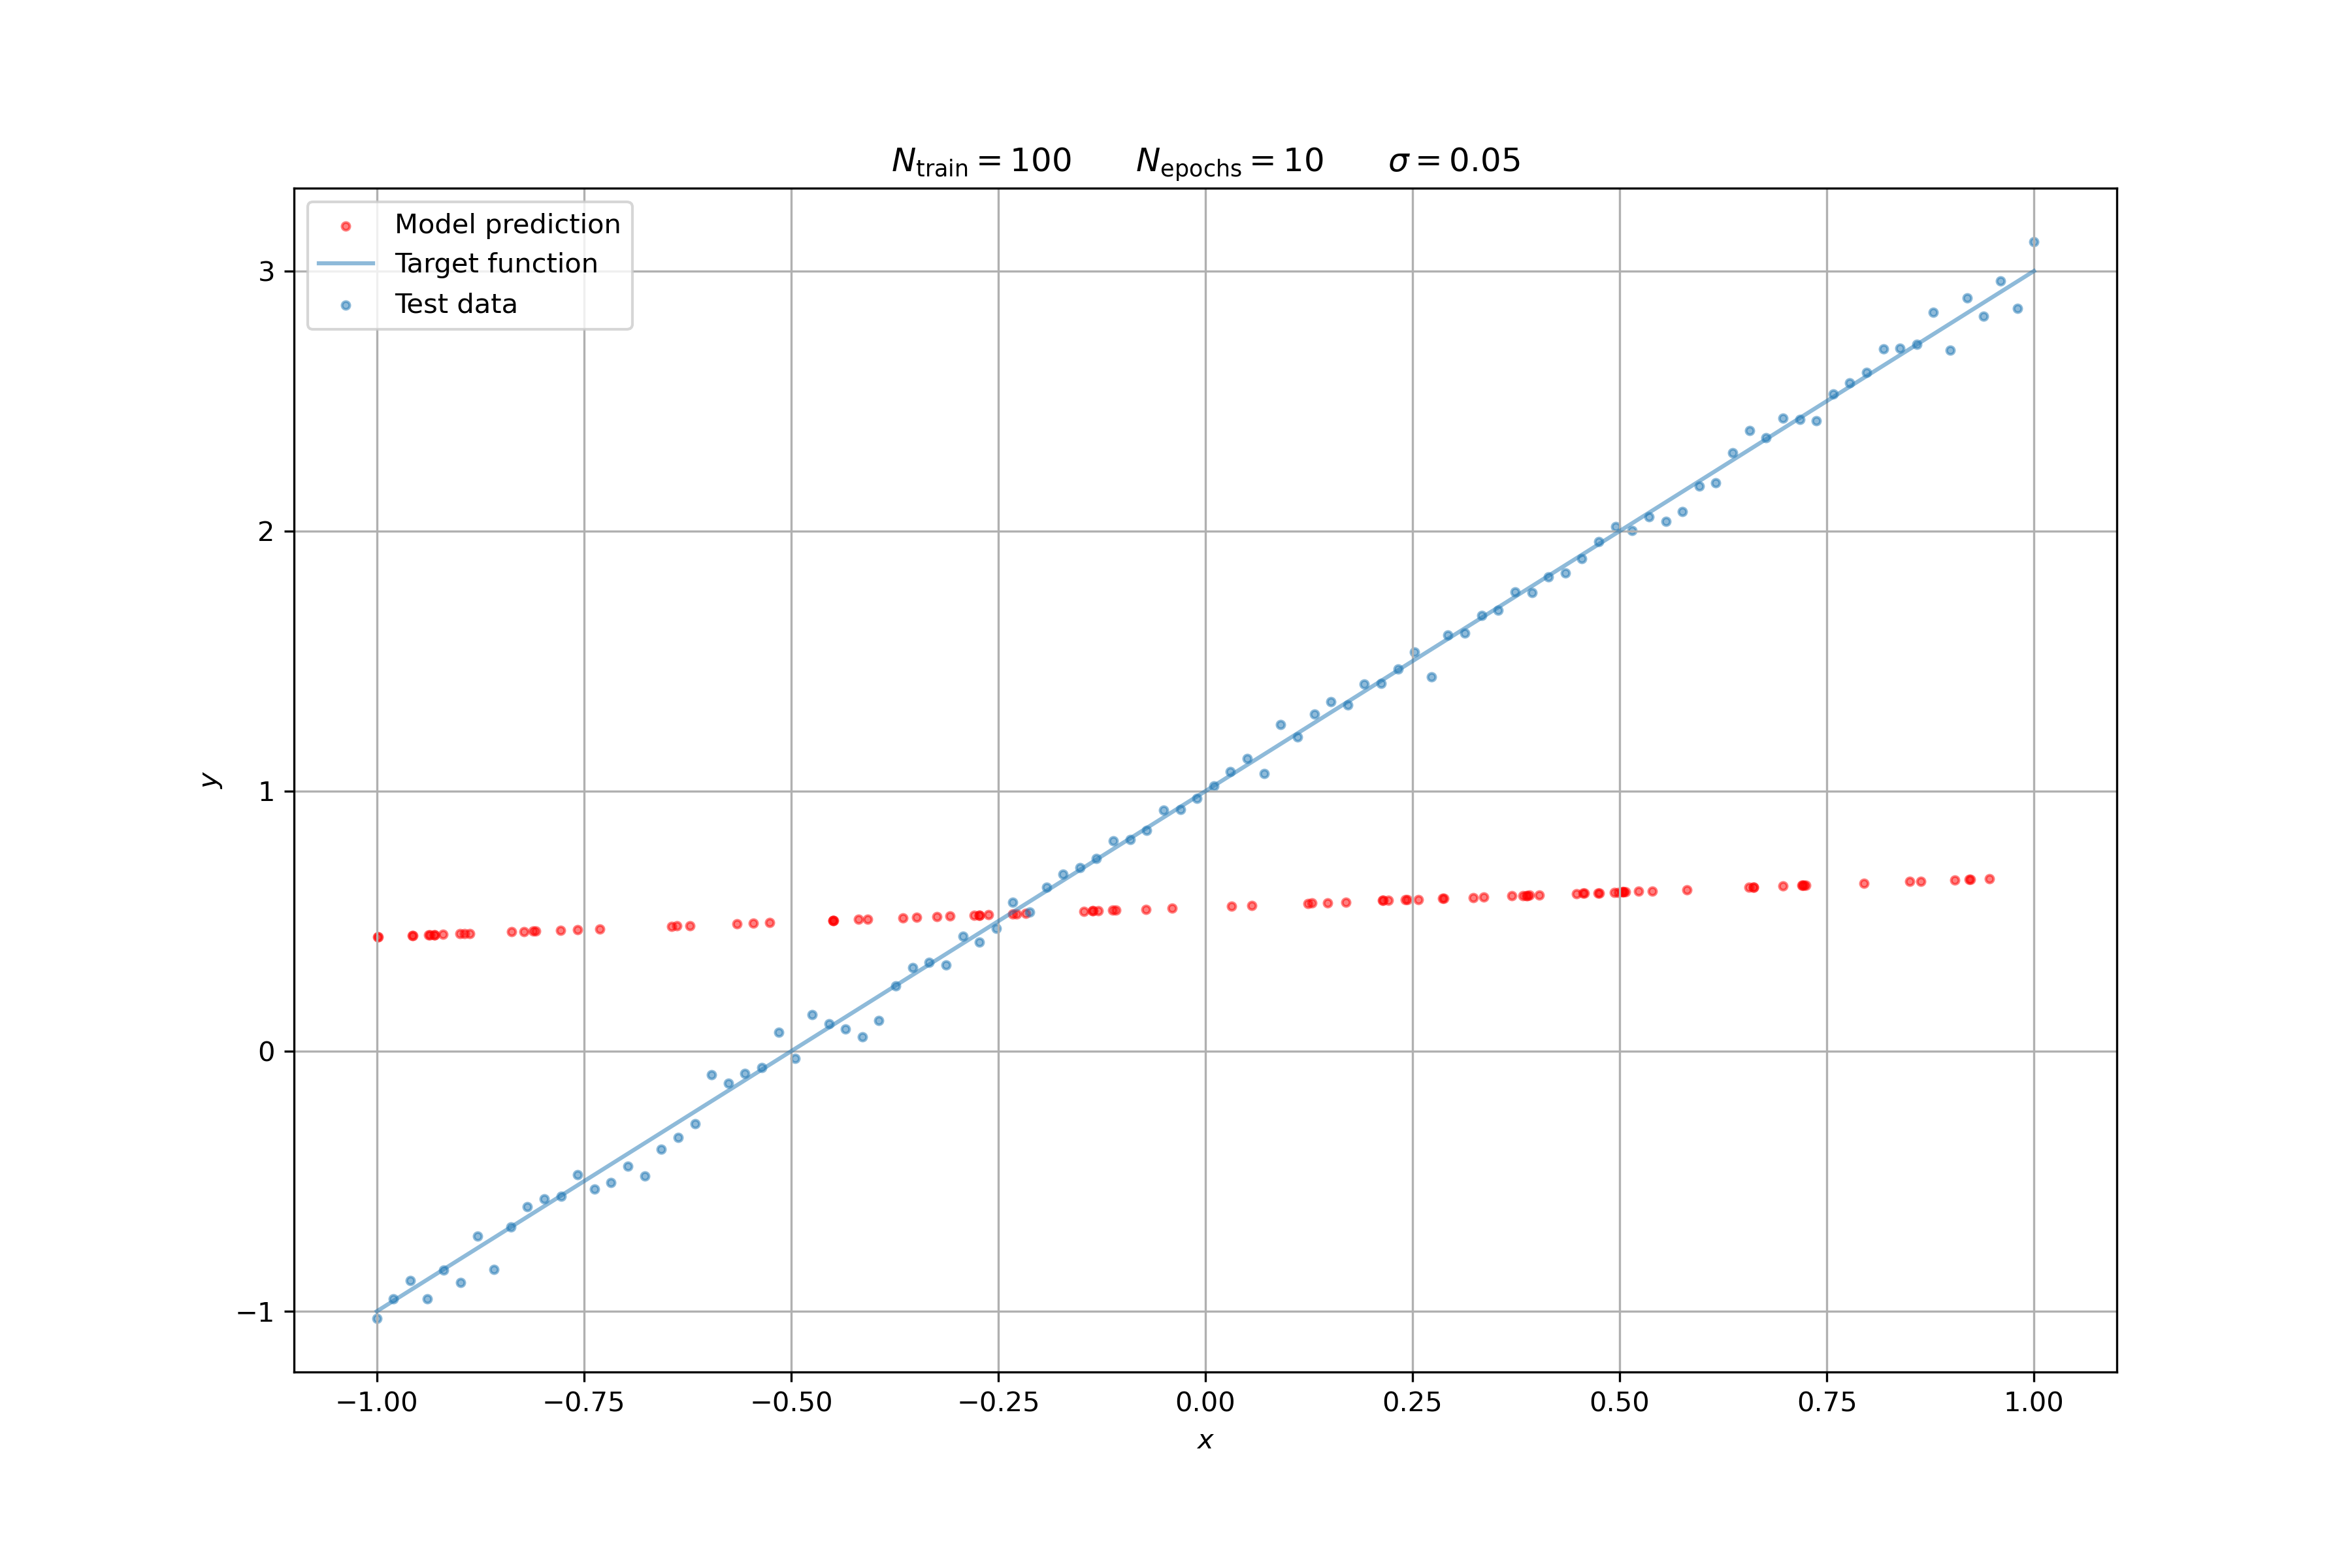 N_train = 100 N_epochs = 10 σ = 0.05
Model prediction
Target function
Test data
3
2
1
0
−1
y
−1.00 −0.75 −0.50 −0.25 0.00 0.25 0.50 0.75 1.00
x